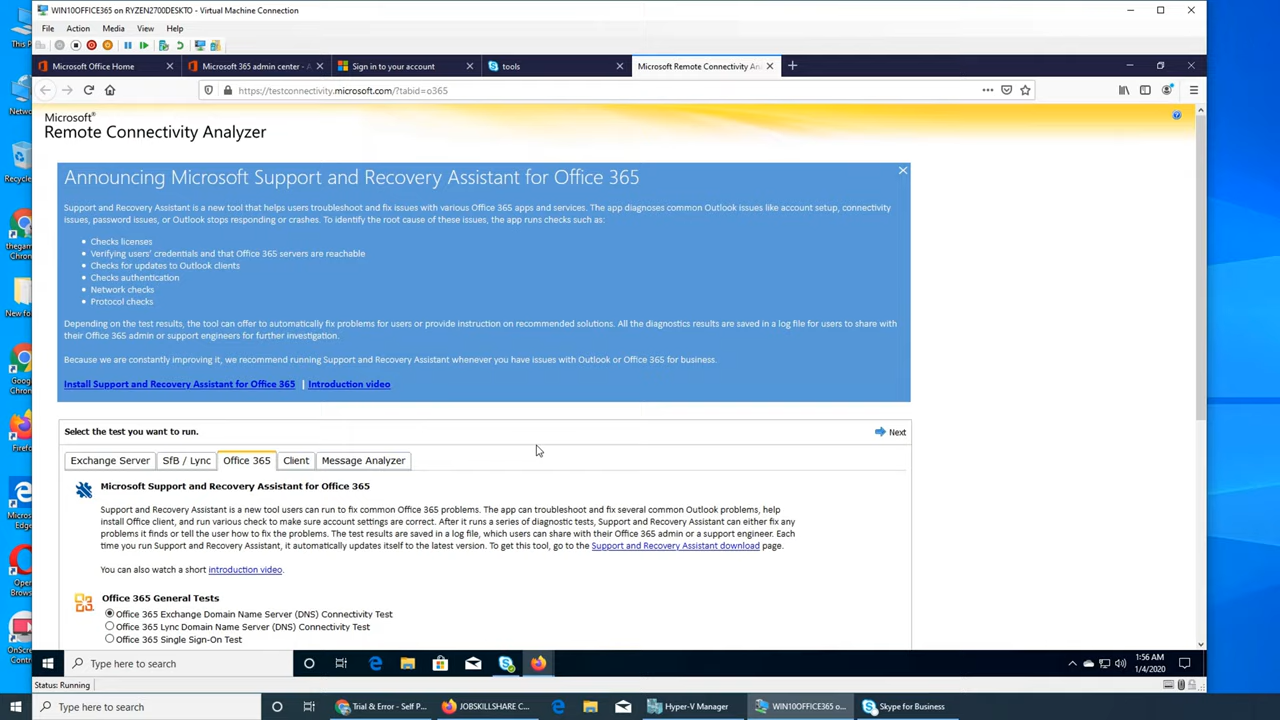 WIN10OFFICE365 on RYZEN2700DESKTO - Virtual Machine Connection
File Action Media View Help
Microsoft Office Home
Microsoft 365 admin center - A
Sign in to your account
tools
Microsoft Remote Connectivity An
https://testconnectivity.microsoft.com/?tabid=o365
Microsoft®
Remote Connectivity Analyzer
Announcing Microsoft Support and Recovery Assistant for Office 365
Support and Recovery Assistant is a new tool that helps users troubleshoot and fix issues with various Office 365 apps and services. The app diagnoses common Outlook issues like account setup, connectivity
issues, password issues, or Outlook stops responding or crashes. To identify the root cause of these issues, the app runs checks such as:
Checks licenses
Verifying users' credentials and that Office 365 servers are reachable
Checks for updates to Outlook clients
Checks authentication
Network checks
Protocol checks
Depending on the test results, the tool can offer to automatically fix problems for users or provide instruction on recommended solutions. All the diagnostics results are saved in a log file for users to share with
their Office 365 admin or support engineers for further investigation.
Because we are constantly improving it, we recommend running Support and Recovery Assistant whenever you have issues with Outlook or Office 365 for business.
Install Support and Recovery Assistant for Office 365 | Introduction video
Select the test you want to run.
Next
Exchange Server SfB / Lync Office 365 Client Message Analyzer
Microsoft Support and Recovery Assistant for Office 365
Support and Recovery Assistant is a new tool users can run to fix common Office 365 problems. The app can troubleshoot and fix several common Outlook problems, help
install Office client, and run various check to make sure account settings are correct. After it runs a series of diagnostic tests, Support and Recovery Assistant can either fix any
problems it finds or tell the user how to fix the problems. The test results are saved in a log file, which users can share with their Office 365 admin or a support engineer. Each
time you run Support and Recovery Assistant, it automatically updates itself to the latest version. To get this tool, go to the Support and Recovery Assistant download page.
You can also watch a short introduction video.
Office 365 General Tests
Office 365 Exchange Domain Name Server (DNS) Connectivity Test
Office 365 Lync Domain Name Server (DNS) Connectivity Test
Office 365 Single Sign-On Test
Type here to search
1:56 AM
1/4/2020
Status: Running
Type here to search
Trial & Error - Self P...
JOBSKILLSHARE C...
Hyper-V Manager
WIN10OFFICE365 o...
Skype for Business
This P
Netwo
Recycl
thegam
Chron
New fo
Goog
Chron
Firefo
Micros
Edge
Oper
Brows
OnScre
Contr